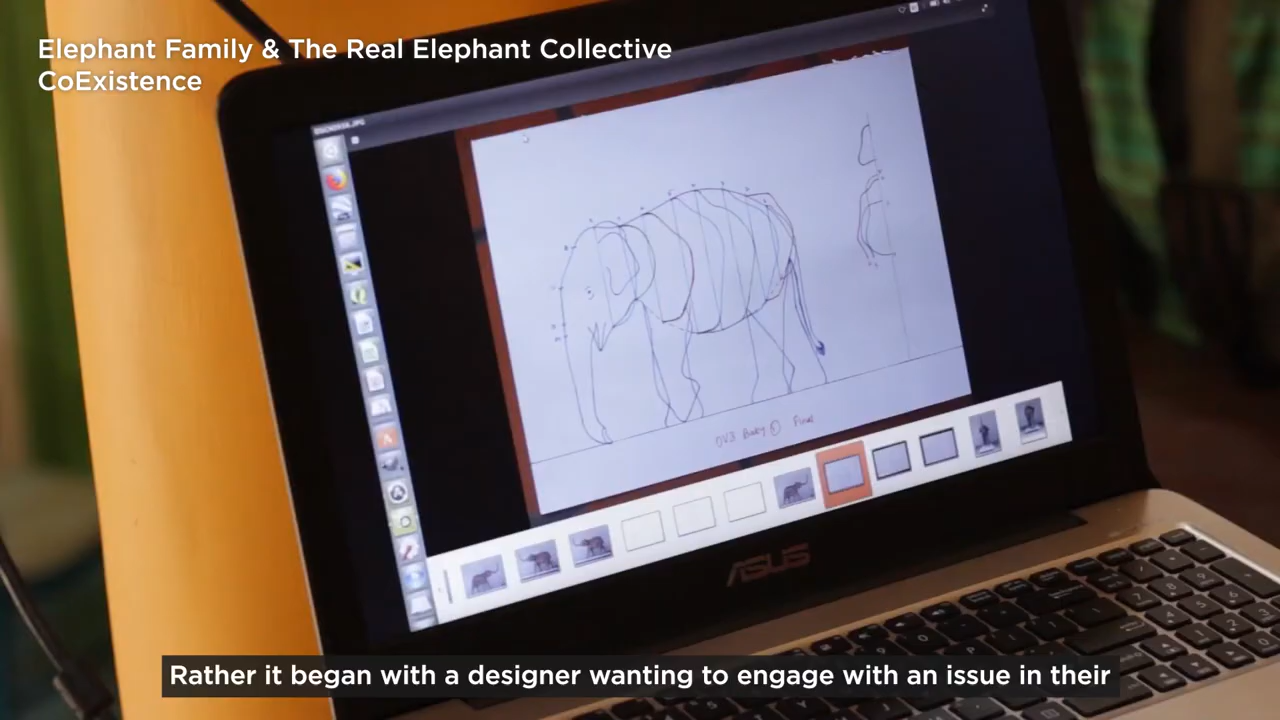 Elephant Family & The Real Elephant Collective
CoExistence
Final
ASUS
Rather it began with a designer wanting to engage with an issue in their